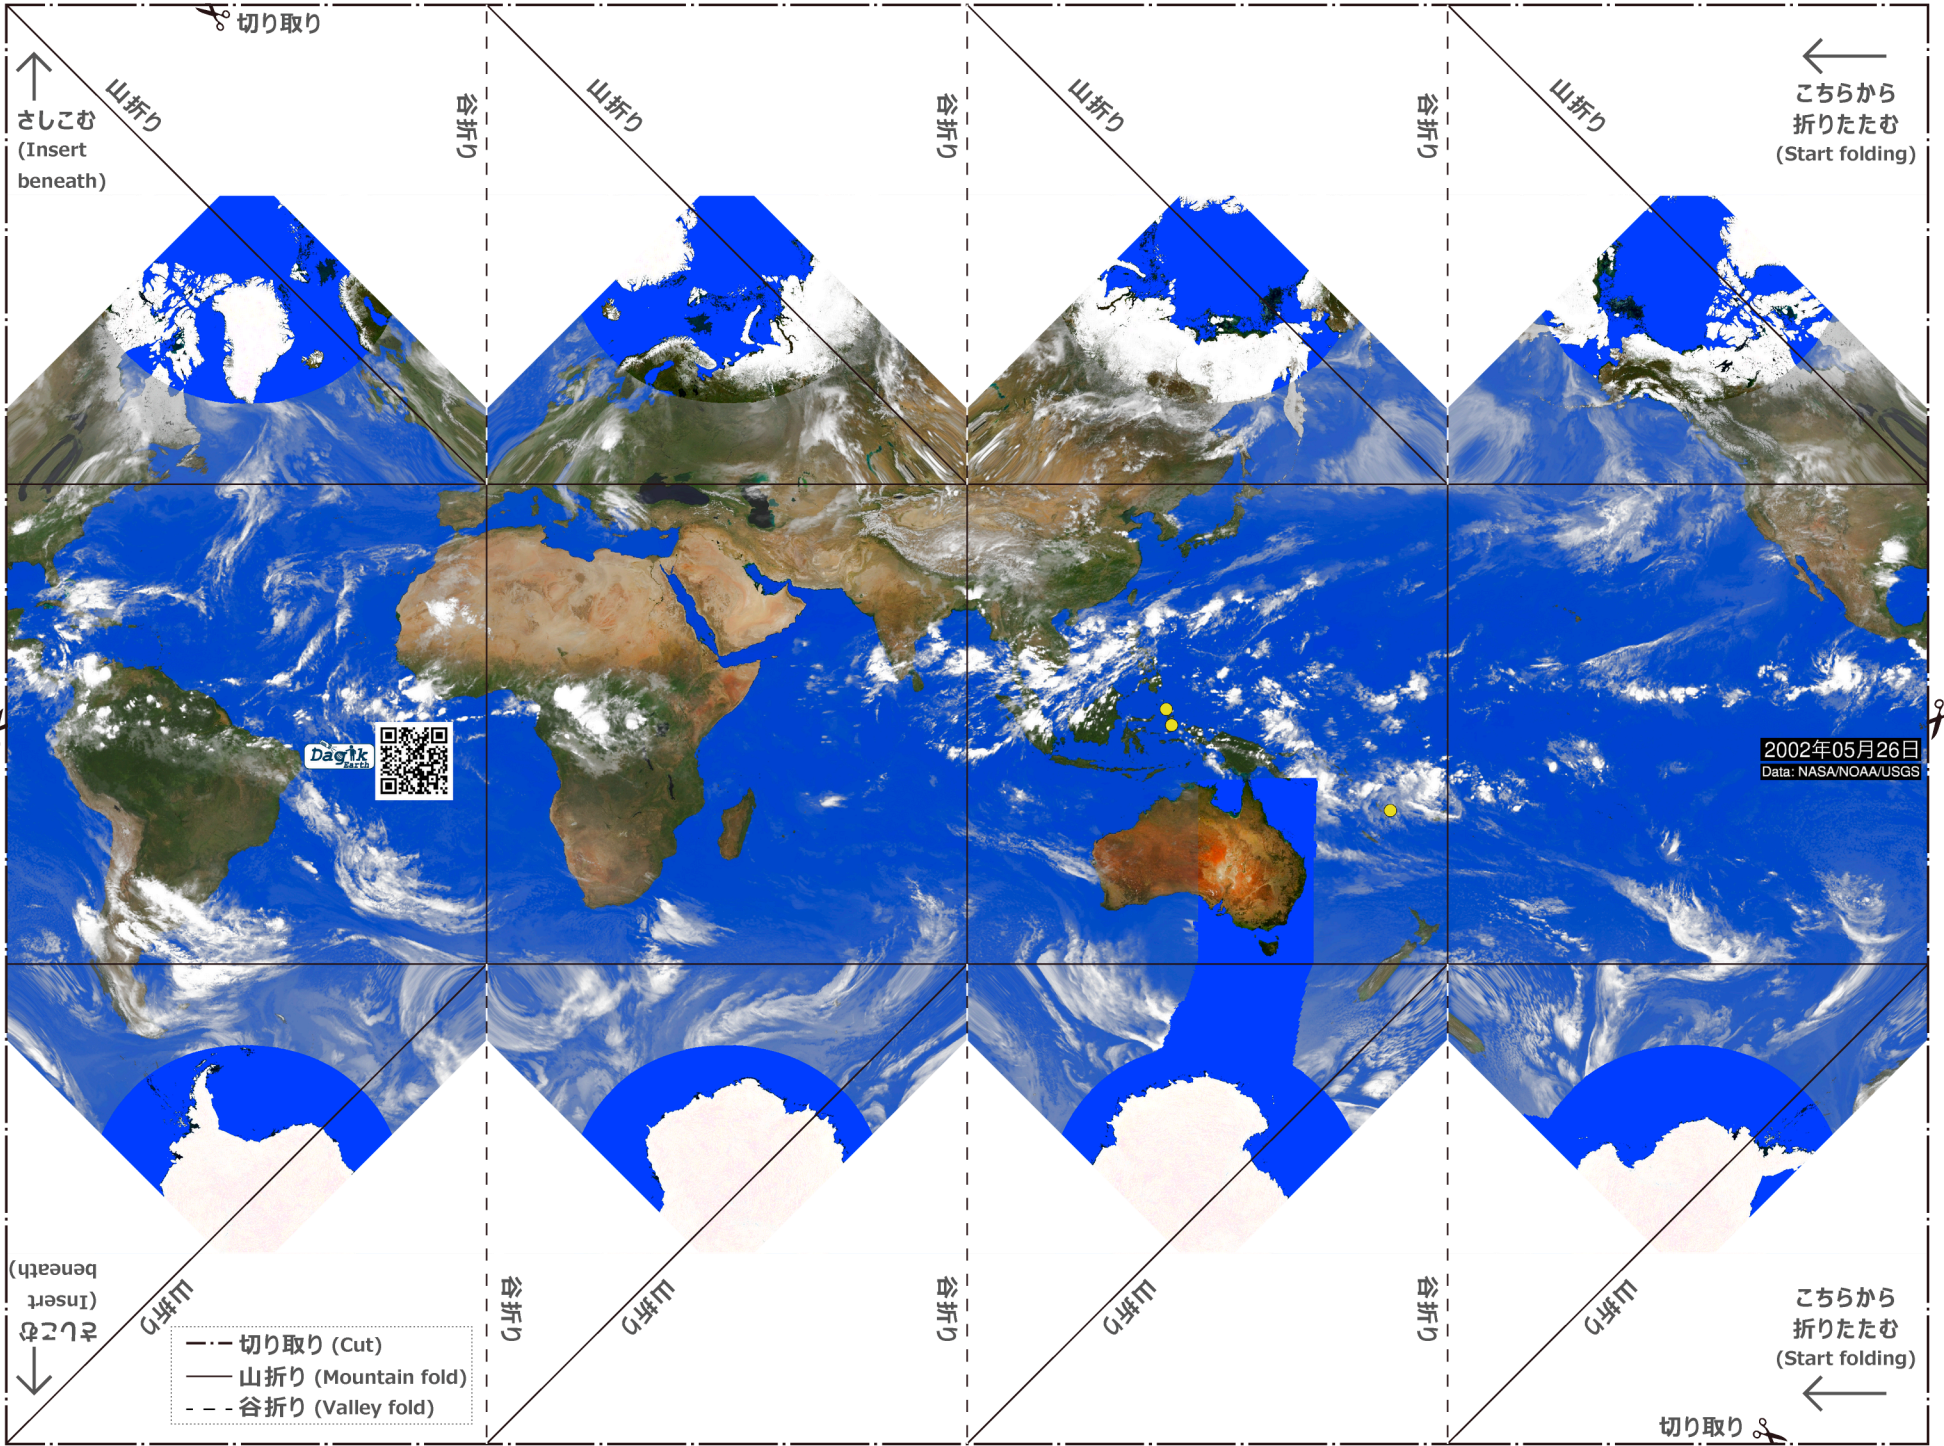 切り取り
山折り
谷折り
山折り
谷折り
山折り
谷折り
山折り
さしこむ
(Insert
beneath)
こちらから
折りたたむ
(Start folding)
Dagik
Earth
2002年05月26日
Data: NASA/NOAA/USGS
さしこむ
(Insert
beneath)
山折り
谷折り
山折り
谷折り
山折り
谷折り
山折り
切り取り (Cut)
山折り (Mountain fold)
谷折り (Valley fold)
こちらから
折りたたむ
(Start folding)
切り取り